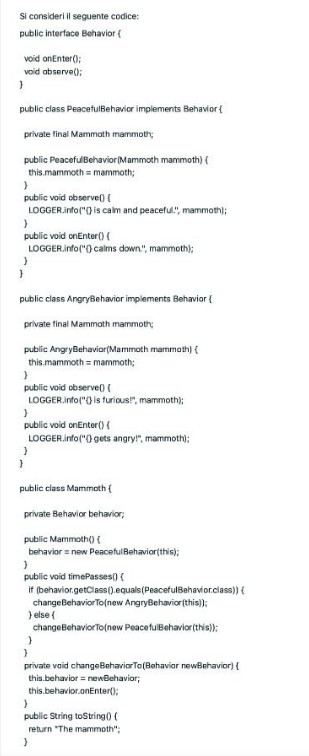 Si consideri il seguente codice:
public interface Behavior {
void onEnter();
void observe();
}
public class PeacefulBehavior implements Behavior {
private final Mammoth mammoth;
public PeacefulBehavior(Mammoth mammoth) {
this.mammoth = mammoth;
}
public void observe() {
LOGGER.info("{} is calm and peaceful.", mammoth);
}
public void onEnter() {
LOGGER.info("{} calms down.", mammoth);
}
}
public class AngryBehavior implements Behavior {
private final Mammoth mammoth;
public AngryBehavior(Mammoth mammoth) {
this.mammoth = mammoth;
}
public void observe() {
LOGGER.info("{} is furious!", mammoth);
}
public void onEnter() {
LOGGER.info("{} gets angry!", mammoth);
}
}
public class Mammoth {
private Behavior behavior;
public Mammoth() {
behavior = new PeacefulBehavior(this);
}
public void timePasses() {
if (behavior.getClass().equals(PeacefulBehavior.class)) {
changeBehaviorTo(new AngryBehavior(this));
} else {
changeBehaviorTo(new PeacefulBehavior(this));
}
}
private void changeBehaviorTo(Behavior newBehavior) {
this.behavior = newBehavior;
this.behavior.onEnter();
}
public String toString() {
return "The mammoth";
}